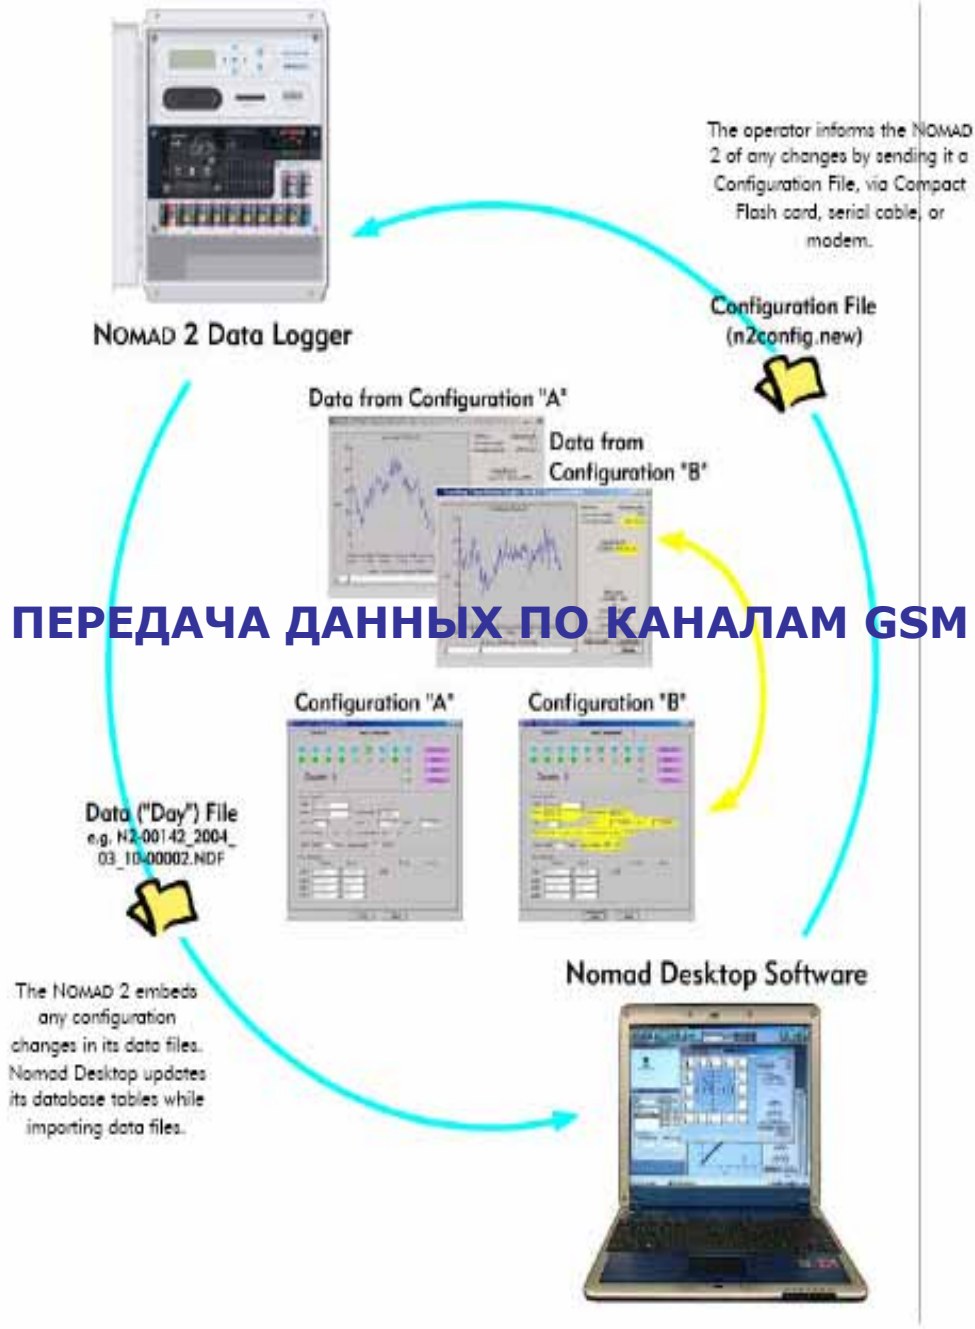 The operator informs the NOMAD
2 of any changes by sending it a
Configuration File, via Compact
Flash card, serial cable, or
modem.
Configuration File
(n2config.new)
NOMAD 2 Data Logger
Data from Configuration "A"
Data from
Configuration "B"
ПЕРЕДАЧА ДАННЫХ ПО КАНАЛАМ GSM
Configuration "A"
Configuration "B"
Data ("Day") File
e.g. N2-00142_2004_
03_10-00002.NDF
Nomad Desktop Software
The NOMAD 2 embeds
any configuration
changes in its data files.
Nomad Desktop updates
its database tables while
importing data files.